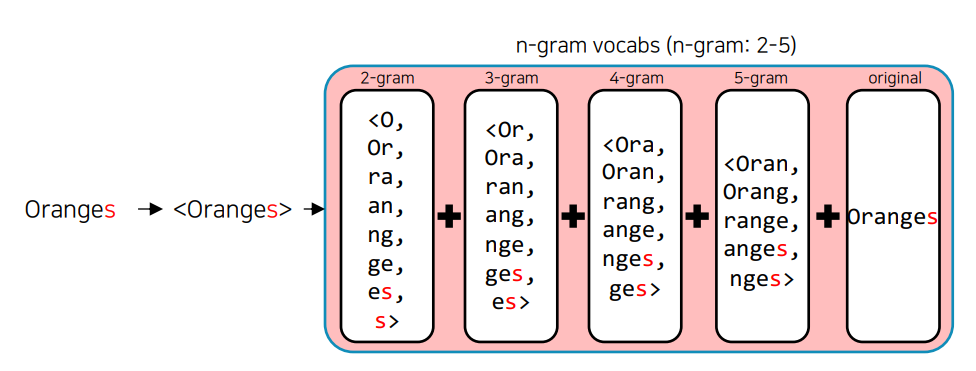 n-gram vocabs (n-gram: 2-5)
2-gram
3-gram
4-gram
5-gram
original
Oranges
<Oranges>
<O,
Or,
ra,
an,
ng,
ge,
es,
s>
<Or,
Ora,
ran,
ang,
nge,
ges,
es>
<Ora,
Oran,
rang,
ange,
nges,
ges>
<Oran,
Orang,
range,
anges,
nges>
Oranges